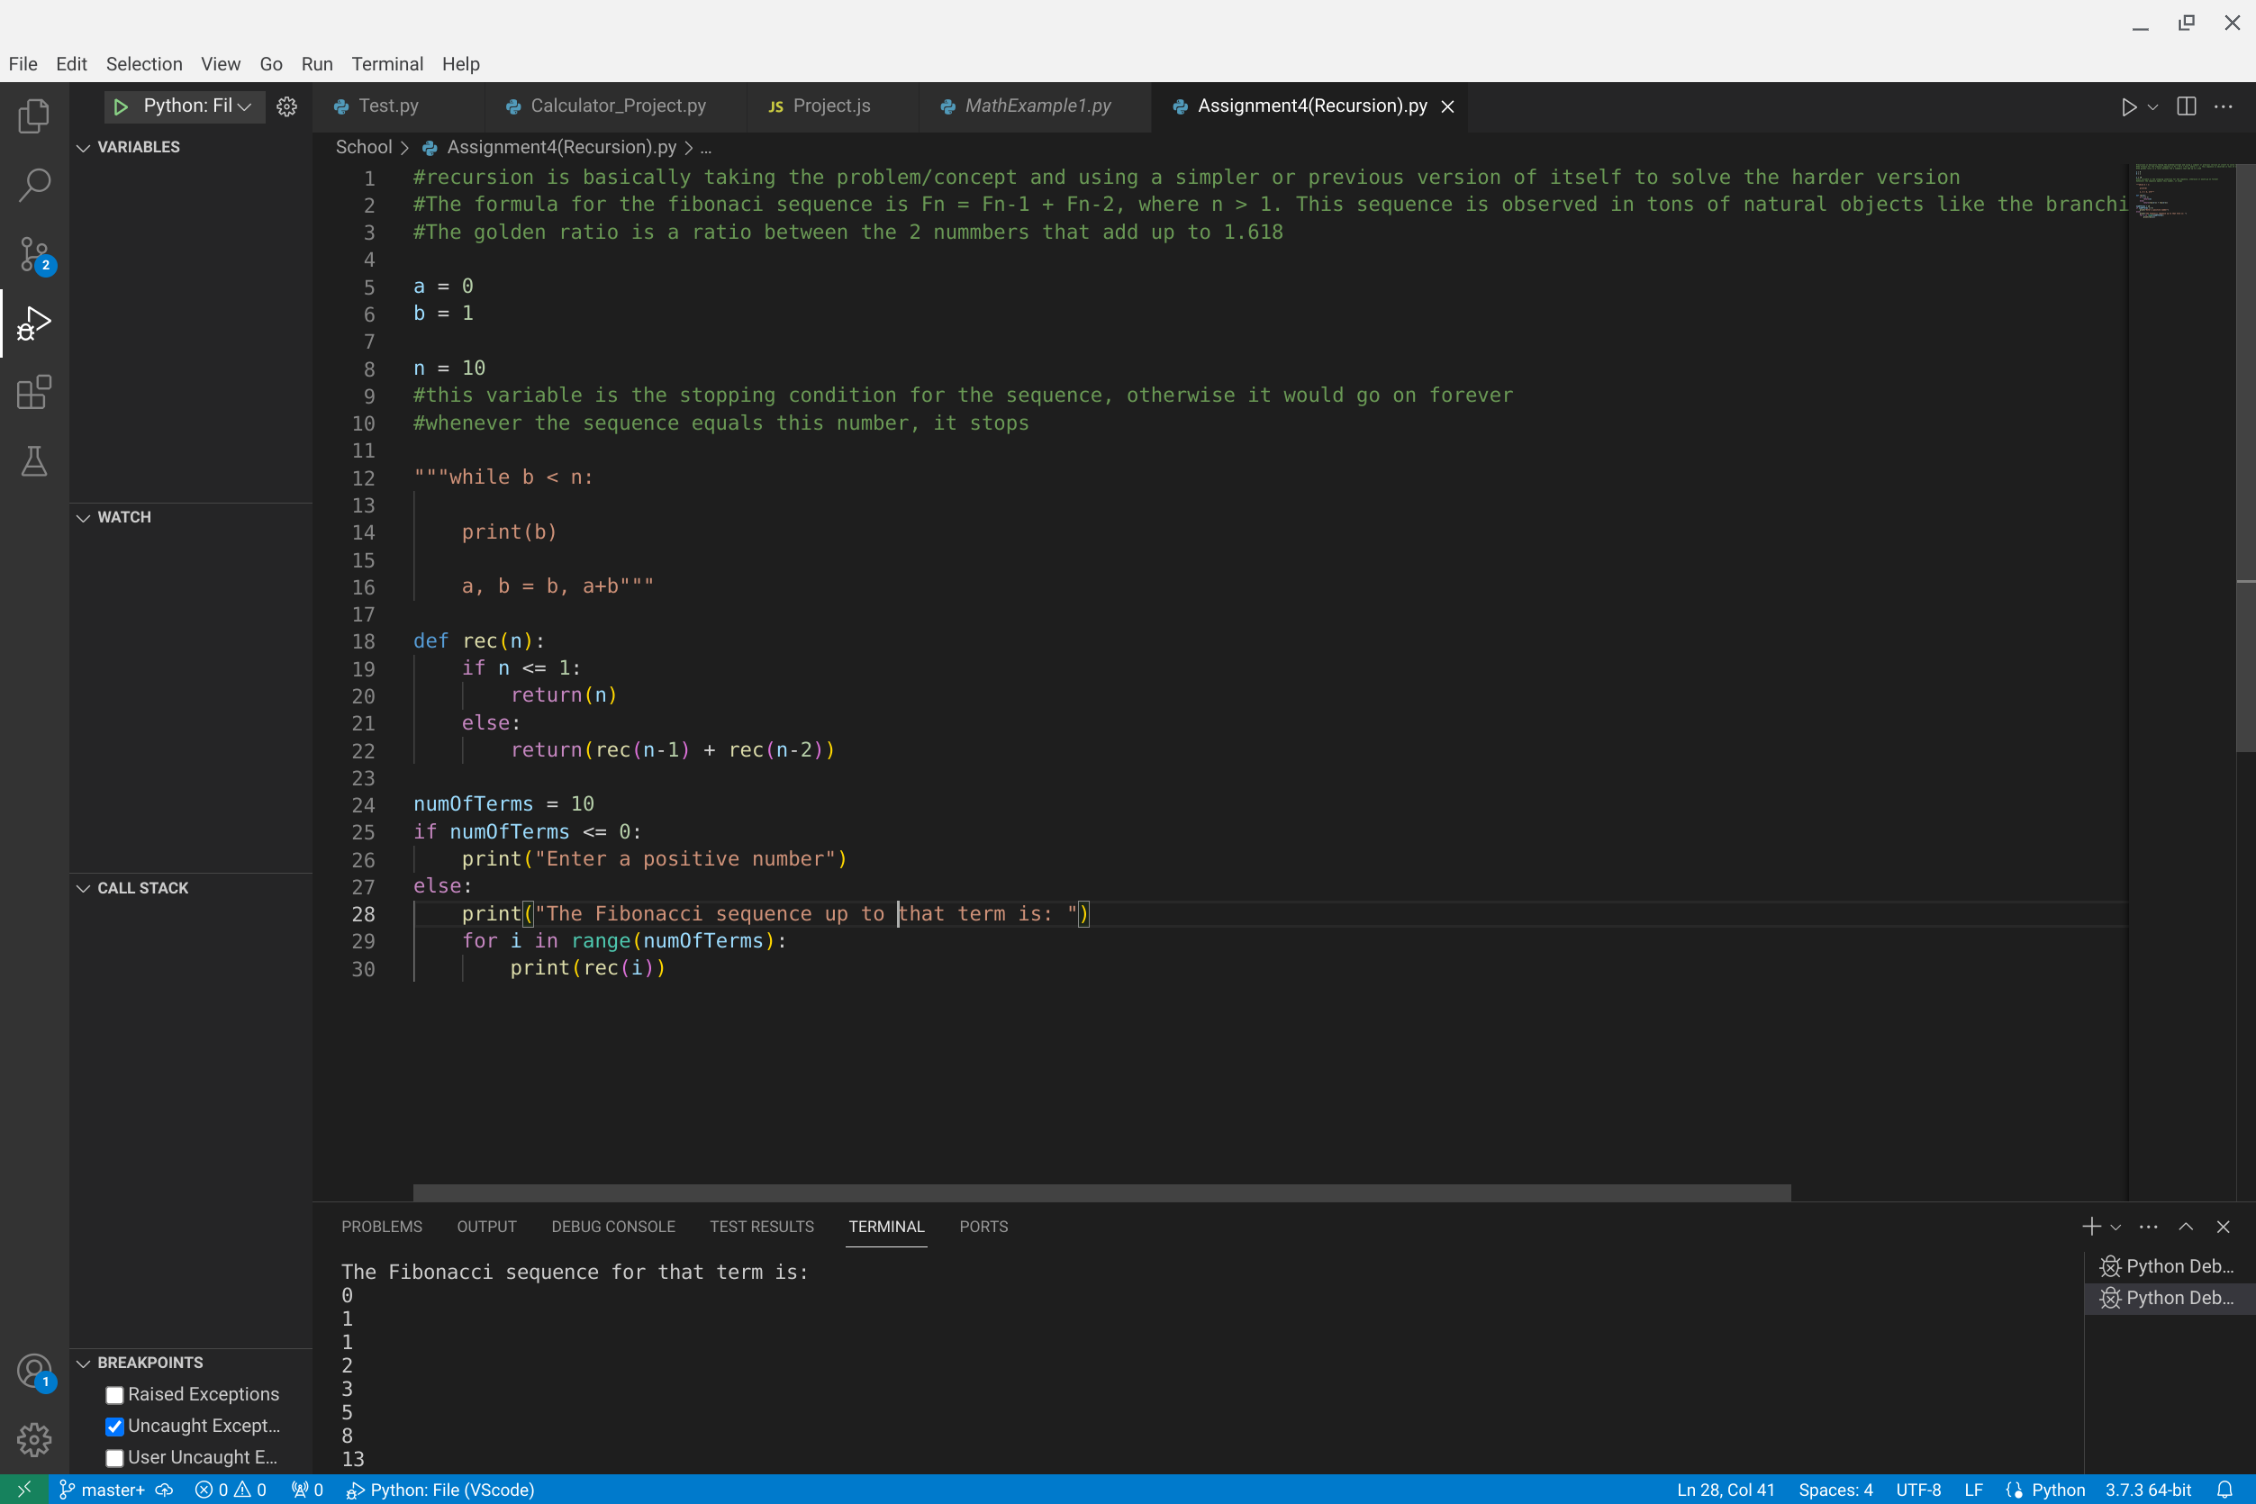 File Edit Selection View Go Run Terminal Help
Python: Fil
Test.py
Calculator_Project.py
JS Project.js
MathExample1.py
Assignment4(Recursion).py
VARIABLES
School > Assignment4(Recursion).py > ...
1 #recursion is basically taking the problem/concept and using a simpler or previous version of itself to solve the harder version
2 #The formula for the fibonaci sequence is Fn = Fn-1 + Fn-2, where n > 1. This sequence is observed in tons of natural objects like the branchi
3 #The golden ratio is a ratio between the 2 nummbers that add up to 1.618
4
5 a = 0
6 b = 1
7
8 n = 10
9 #this variable is the stopping condition for the sequence, otherwise it would go on forever
10 #whenever the sequence equals this number, it stops
11
12 """while b < n:
13
14     print(b)
15
16     a, b = b, a+b"""
17
18 def rec(n):
19     if n <= 1:
20         return(n)
21     else:
22         return(rec(n-1) + rec(n-2))
23
24 numOfTerms = 10
25 if numOfTerms <= 0:
26     print("Enter a positive number")
27 else:
28     print("The Fibonacci sequence up to that term is: ")
29     for i in range(numOfTerms):
30         print(rec(i))
2
WATCH
CALL STACK
BREAKPOINTS
Raised Exceptions
Uncaught Except...
User Uncaught E...
1
PROBLEMS OUTPUT DEBUG CONSOLE TEST RESULTS TERMINAL PORTS
The Fibonacci sequence for that term is:
0
1
1
2
3
5
8
13
Python Deb...
Python Deb...
master+ 0 0 0 Python: File (VScode) Ln 28, Col 41 Spaces: 4 UTF-8 LF Python 3.7.3 64-bit